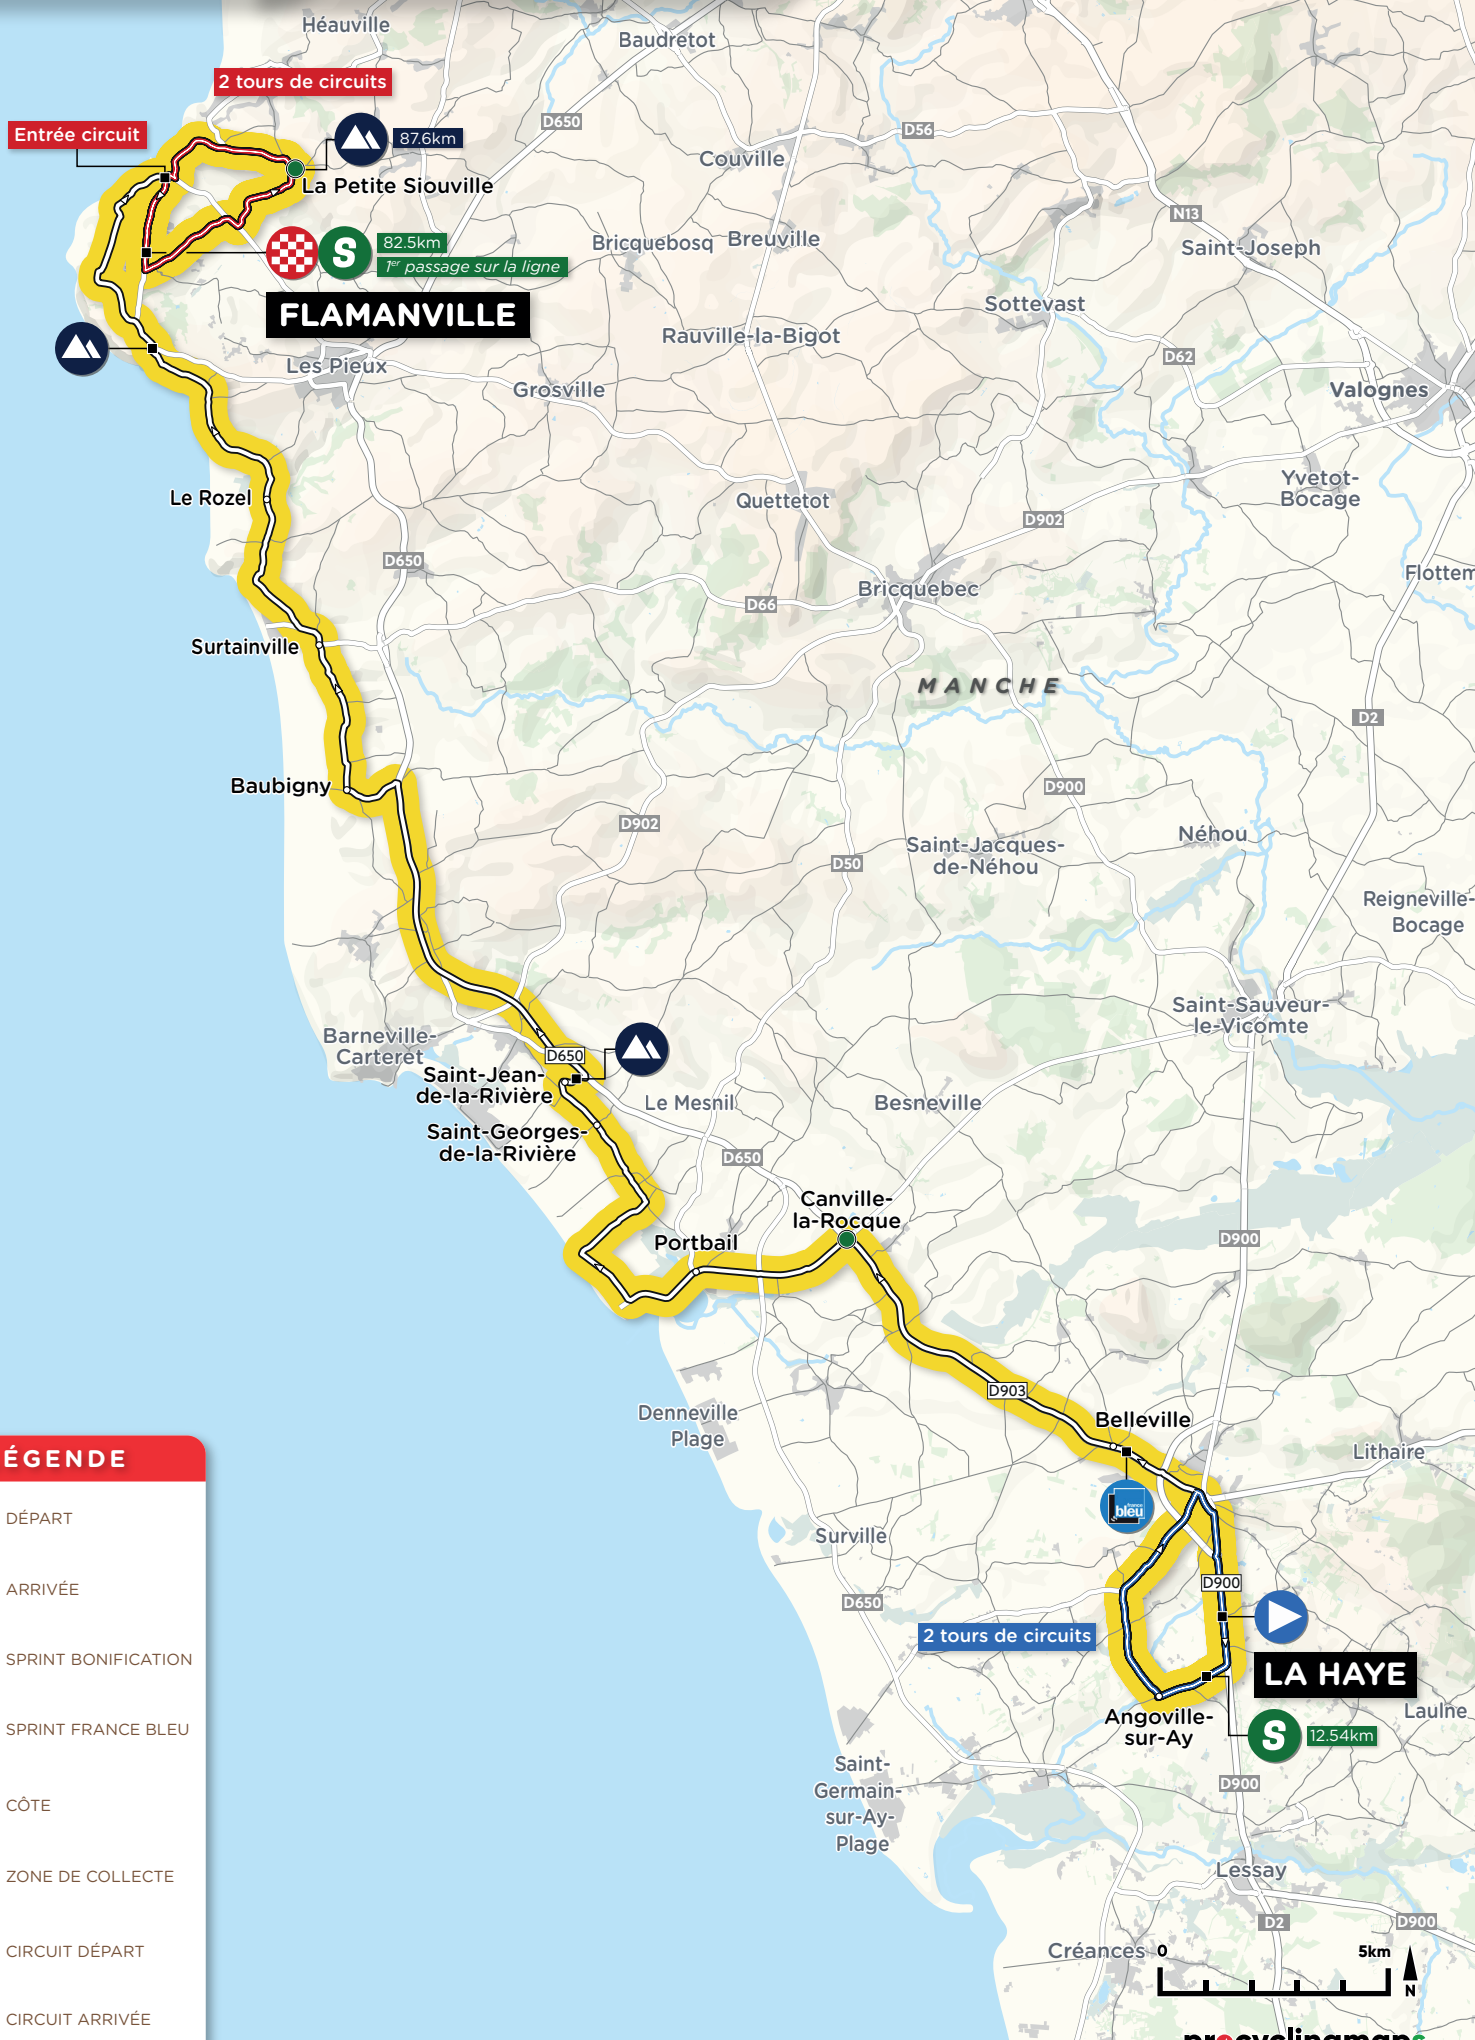 Héauville
Baudretot
2 tours de circuits
D650
D56
Entrée circuit
87.6km
Couville
La Petite Siouville
N13
82.5km
1er passage sur la ligne
Bricquebosq
Breuville
Saint-Joseph
FLAMANVILLE
Sottevast
Rauville-la-Bigot
D62
Les Pieux
Grosville
Valognes
Le Rozel
Quettetot
Yvetot-
Bocage
D902
D650
Flottem
Bricquebec
D66
Surtainville
MANCHE
D2
Baubigny
D900
D902
Néhou
Saint-Jacques-
de-Néhou
D50
Reigneville-
Bocage
Saint-Sauveur-
le-Vicomte
Barneville-
Carteret
D650
Saint-Jean-
de-la-Rivière
Le Mesnil
Besneville
Saint-Georges-
de-la-Rivière
D650
Canville-
la-Rocque
Portbail
D900
D903
Denneville
Plage
Belleville
Lithaire
ÉGENDE
france
bleu
DÉPART
Surville
D900
ARRIVÉE
D650
2 tours de circuits
SPRINT BONIFICATION
LA HAYE
Angoville-
sur-Ay
Laulne
SPRINT FRANCE BLEU
S
12.54km
S
Saint-
Germain-
sur-Ay-
Plage
D900
CÔTE
ZONE DE COLLECTE
Lessay
D2
D900
CIRCUIT DÉPART
Créances
0
5km
N
CIRCUIT ARRIVÉE